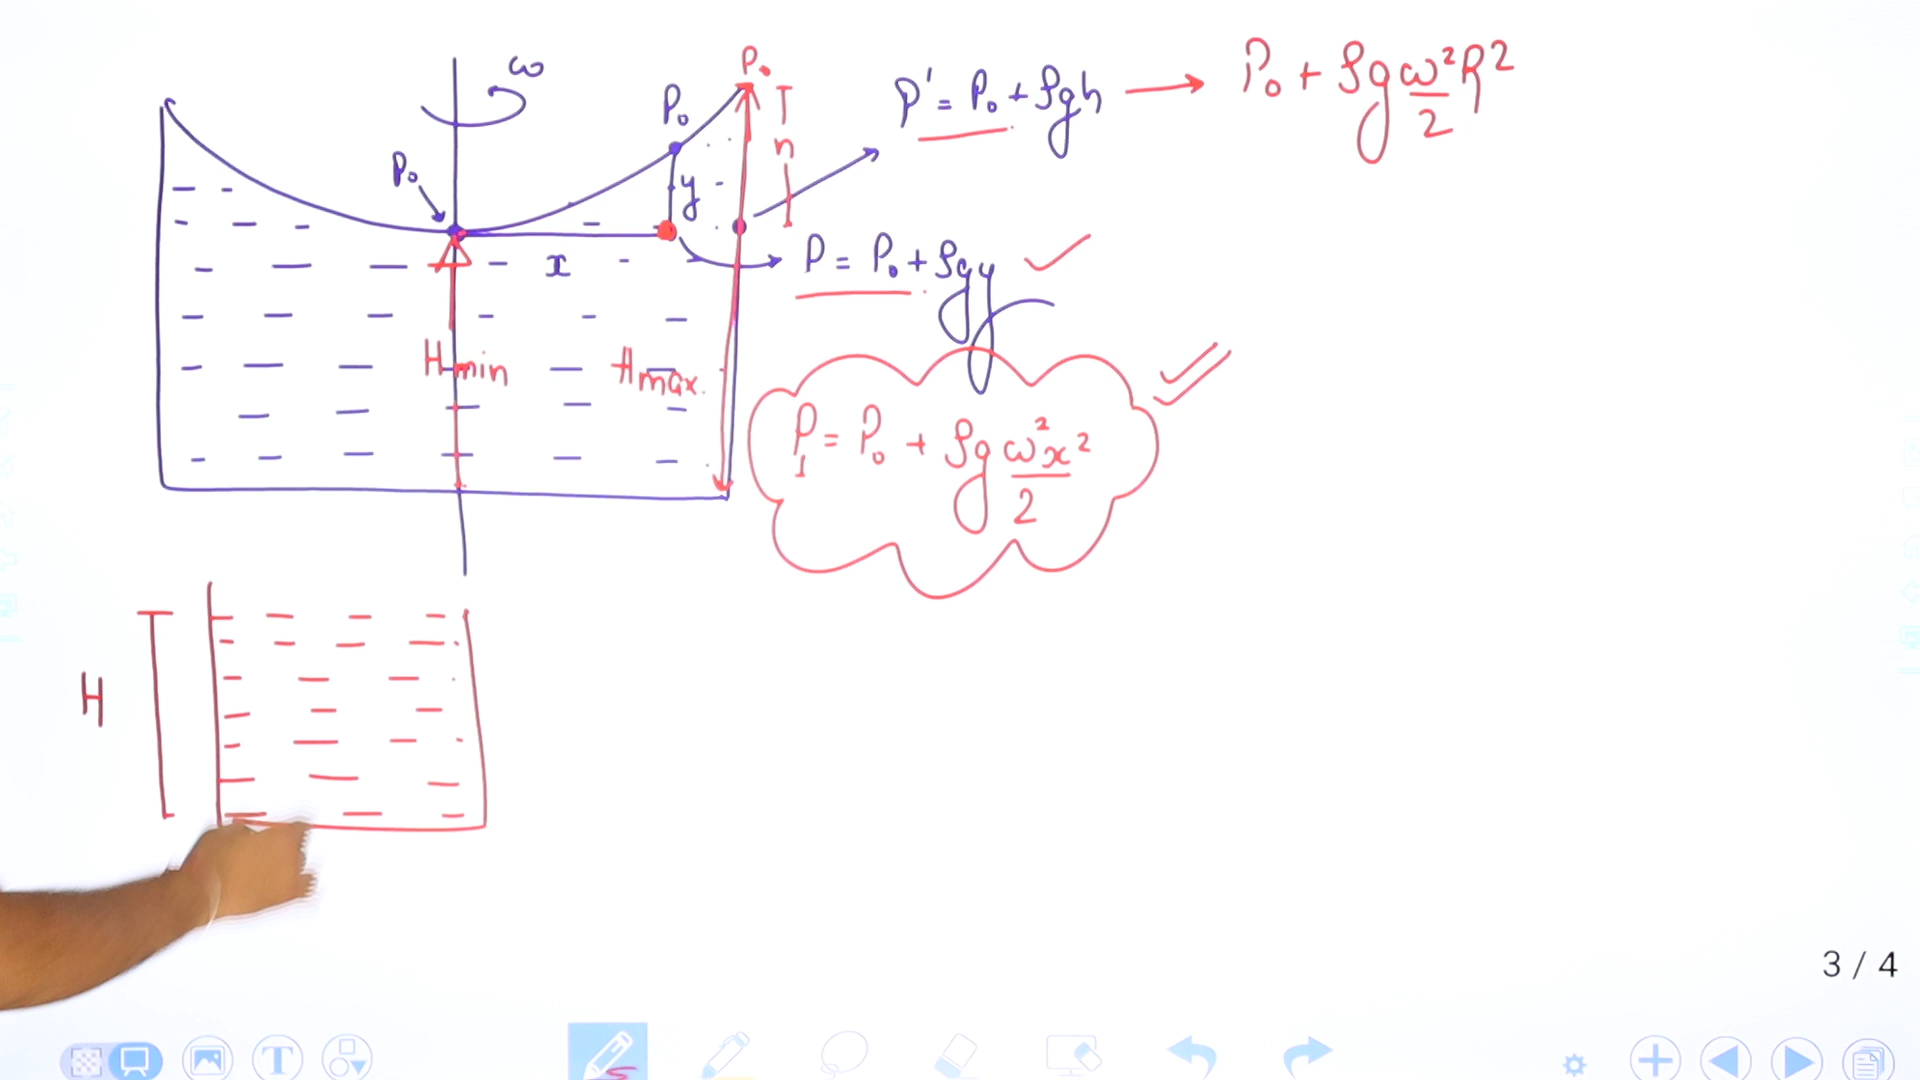 ω
P₀
P₀
P₀
h
P' = P₀ + ρgh → P₀ + ρg ω²R²/2
y
x
P = P₀ + ρgy
H min
H max.
P₁ = P₀ + ρg ω²x²/2
H
3 / 4
T